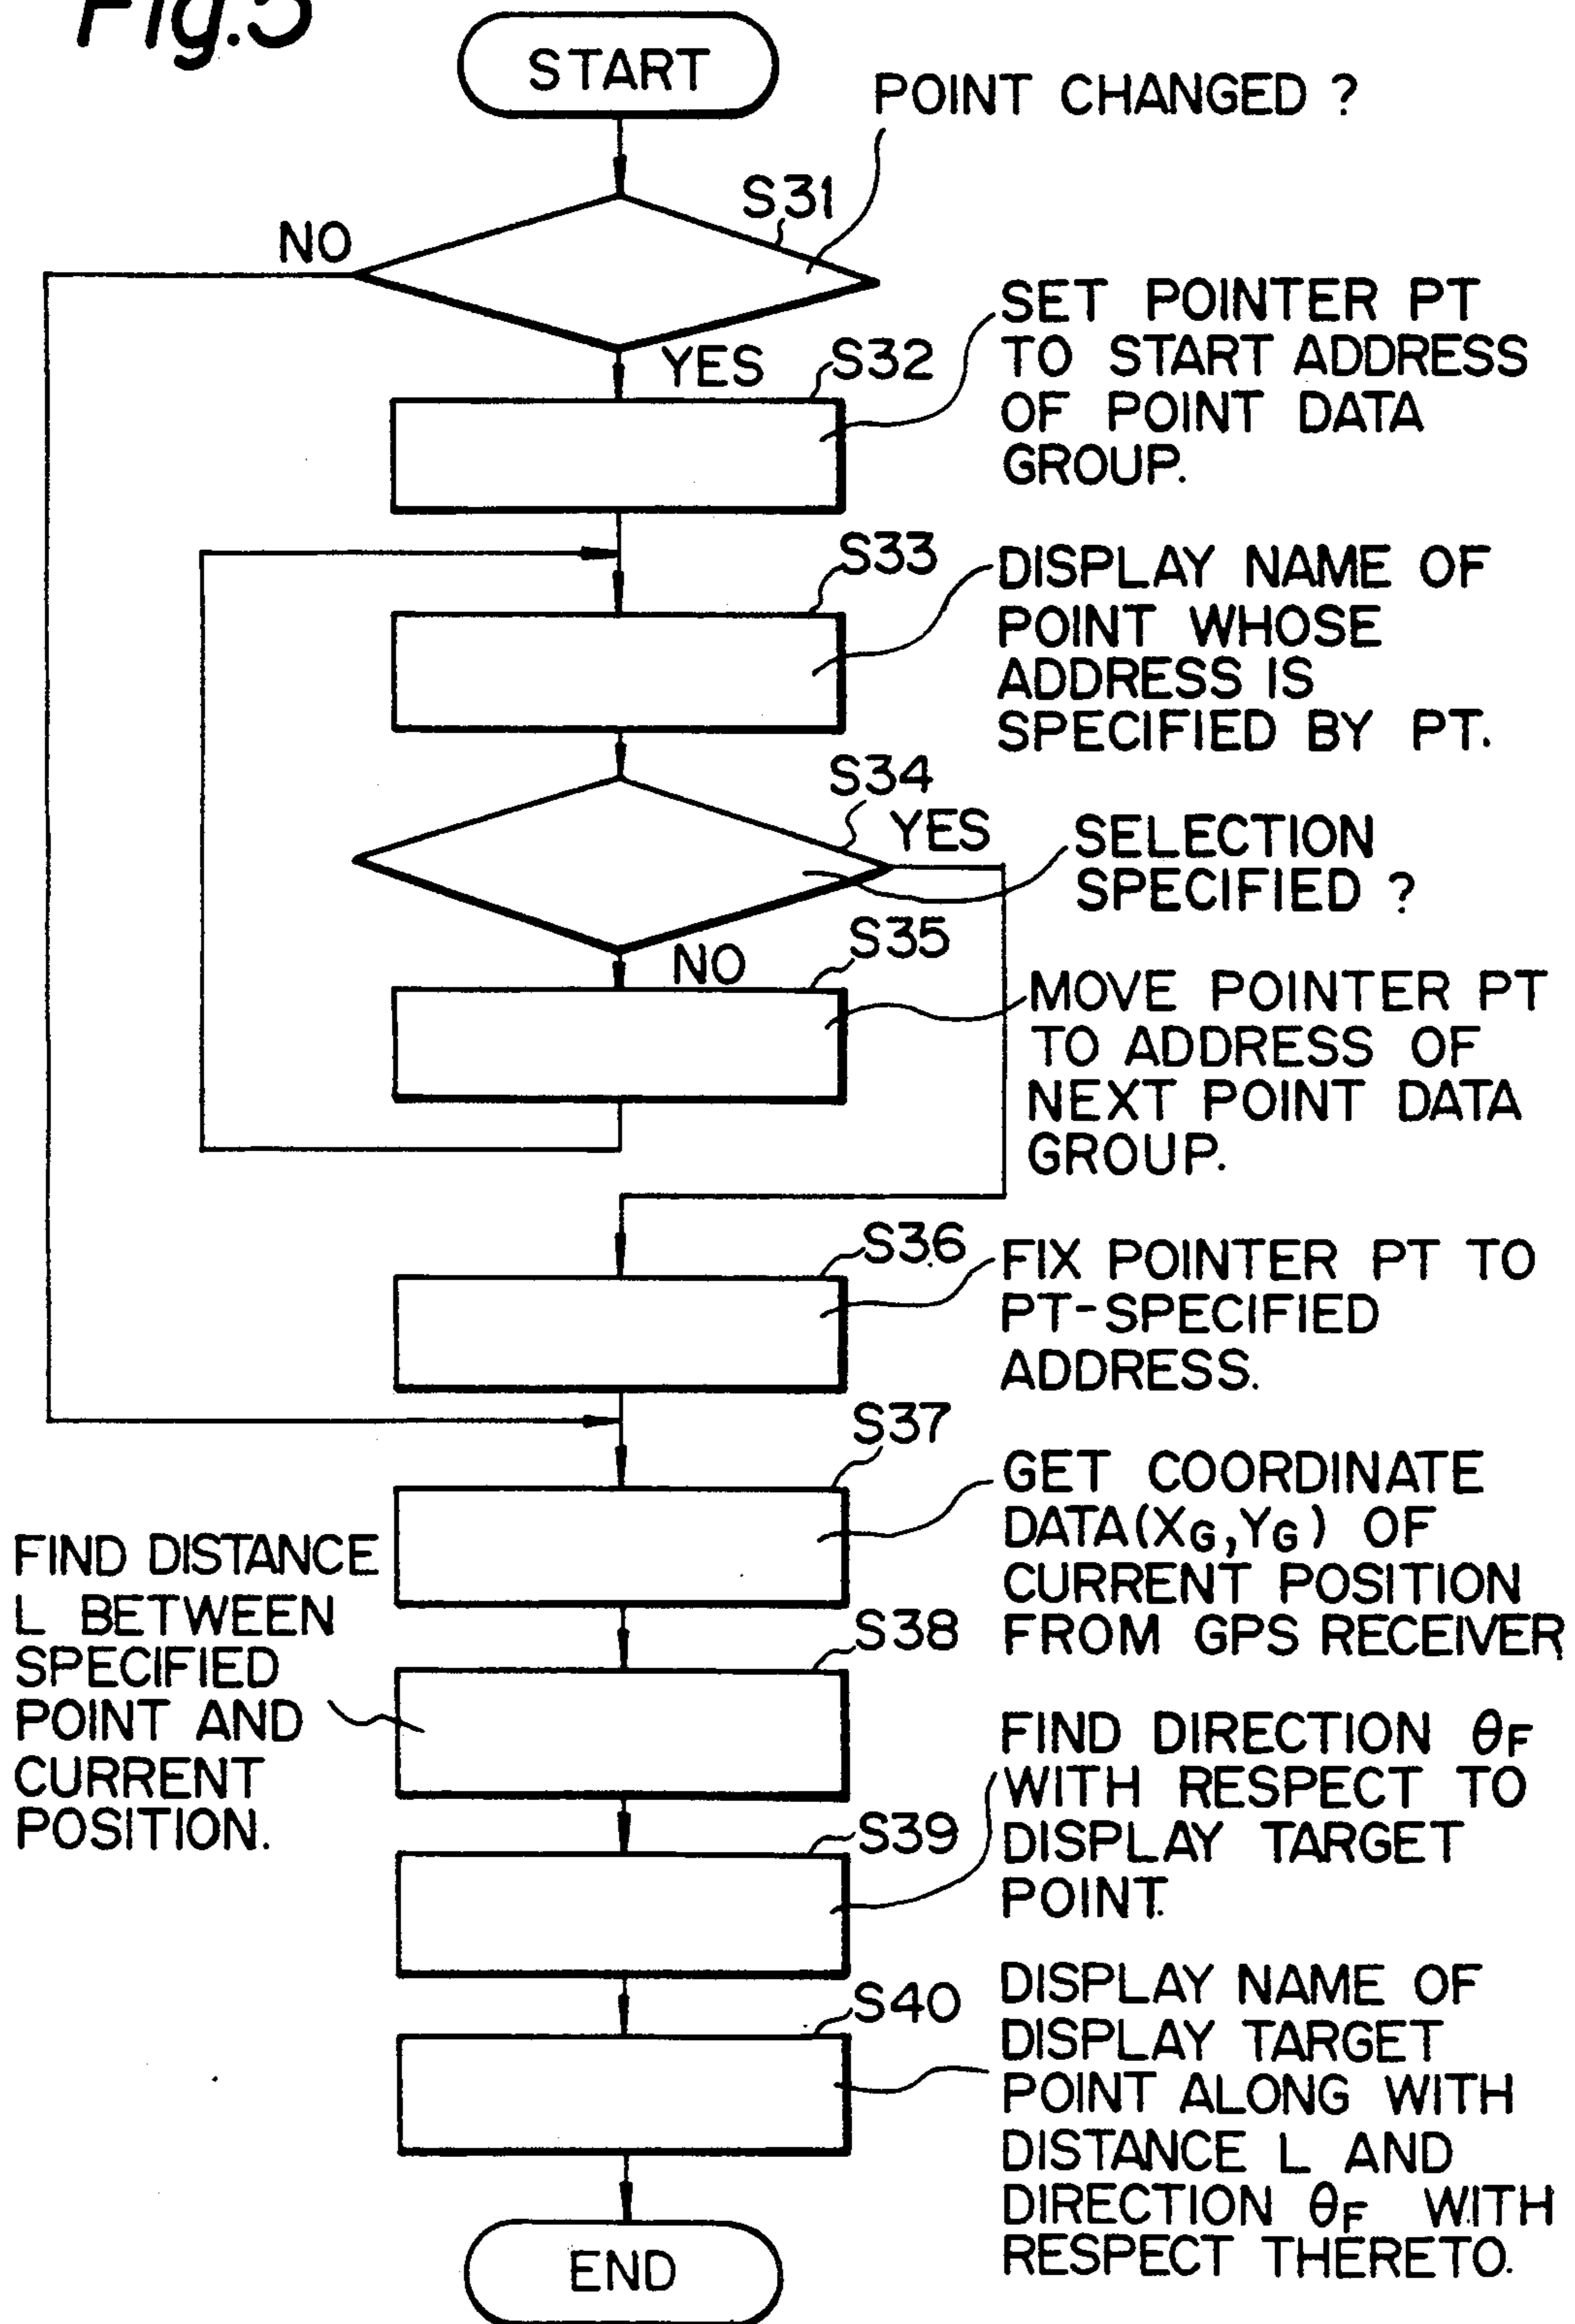 Fig.5
START
POINT CHANGED ?
S31
NO
YES
S32
SET POINTER PT
TO START ADDRESS
OF POINT DATA
GROUP.
S33
DISPLAY NAME OF
POINT WHOSE
ADDRESS IS
SPECIFIED BY PT.
S34
YES
SELECTION
SPECIFIED ?
NO
S35
MOVE POINTER PT
TO ADDRESS OF
NEXT POINT DATA
GROUP.
S36
FIX POINTER PT TO
PT-SPECIFIED
ADDRESS.
S37
GET COORDINATE
DATA(XG,YG) OF
CURRENT POSITION
FROM GPS RECEIVER
FIND DISTANCE
L BETWEEN
SPECIFIED
POINT AND
CURRENT
POSITION.
S38
FIND DIRECTION θF
WITH RESPECT TO
DISPLAY TARGET
POINT.
S39
S40
DISPLAY NAME OF
DISPLAY TARGET
POINT ALONG WITH
DISTANCE L AND
DIRECTION θF WITH
RESPECT THERETO.
END